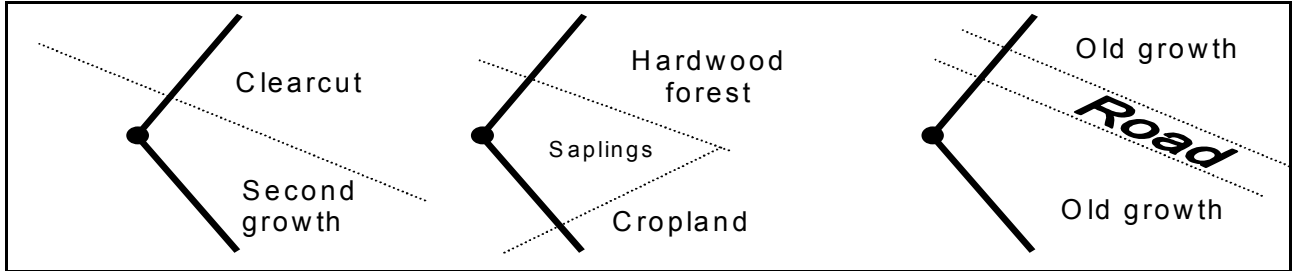 Clearcut
Second
growth
Hardwood
forest
Saplings
Cropland
Old growth
Road
Old growth